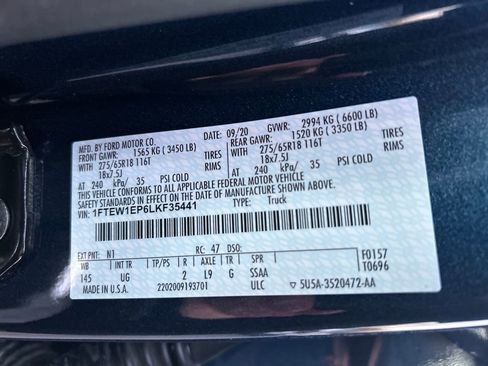 MFD. BY FORD MOTOR CO. DATE: 09/20 GVWR: 2994 KG ( 6600 LB)
FRONT GAWR: 1565 KG ( 3450 LB) REAR GAWR: 1520 KG ( 3350 LB)
275/65R18 116T TIRES 275/65R18 116T TIRES
18x7.5J RIMS 18x7.5J RIMS
AT 240 kPa/ 35 PSI COLD AT 240 kPa/ 35 PSI COLD
THIS VEHICLE CONFORMS TO ALL APPLICABLE FEDERAL MOTOR VEHICLE
SAFETY STANDARDS IN EFFECT ON THE DATE OF MANUFACTURE SHOWN ABOVE.
VIN: 1FTEW1EP6LKF35441 TYPE: Truck
EXT PNT: N1 RC: 47 DSO: F0157
WB INT TR TP/PS R AXLE TR SPR T0696
145 UG 2 L9 G SSAA
MADE IN U.S.A. 2202009193701 ULC 5U5A-3520472-AA